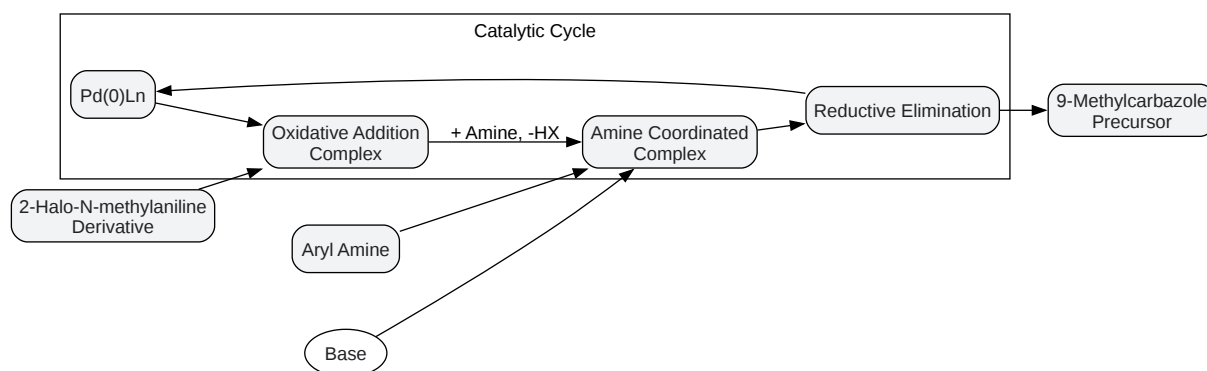 Catalytic Cycle
Pd(0)Ln
Oxidative Addition
Complex
+ Amine, -HX
Amine Coordinated
Complex
Reductive Elimination
9-Methylcarbazole
Precursor
2-Halo-N-methylaniline
Derivative
Aryl Amine
Base